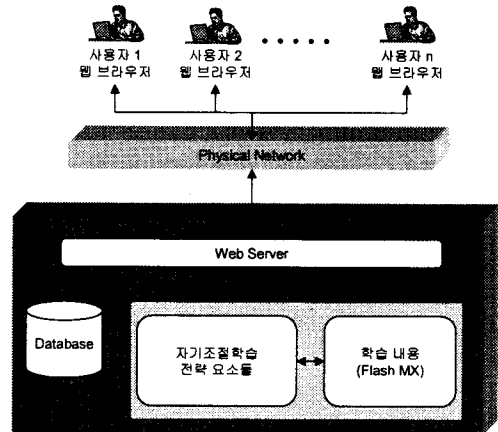 사용자 1
웹 브라우저
사용자 2
웹 브라우저
사용자 n
웹 브라우저
Physical Network
Web Server
Database
자기조절학습
전략 요소들
학습 내용
(Flash MX)